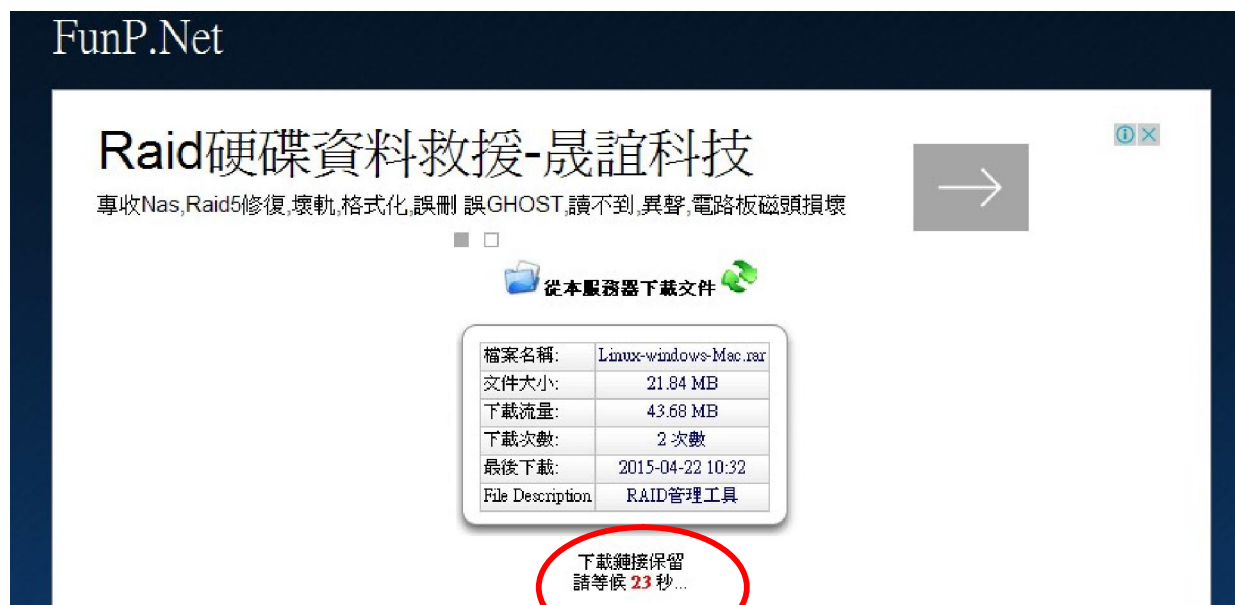 FunP.Net
Raid硬碟資料救援-晟誼科技
專收Nas,Raid5修復,壞軌,格式化,誤刪 誤GHOST,讀不到,異聲,電路板磁頭損壞
從本服務器下載文件
檔案名稱: Linux-windows-Mac.rar
文件大小: 21.84 MB
下載流量: 43.68 MB
下載次數: 2 次數
最後下載: 2015-04-22 10:32
File Description RAID管理工具
下載鏈接保留
請等候 23 秒...